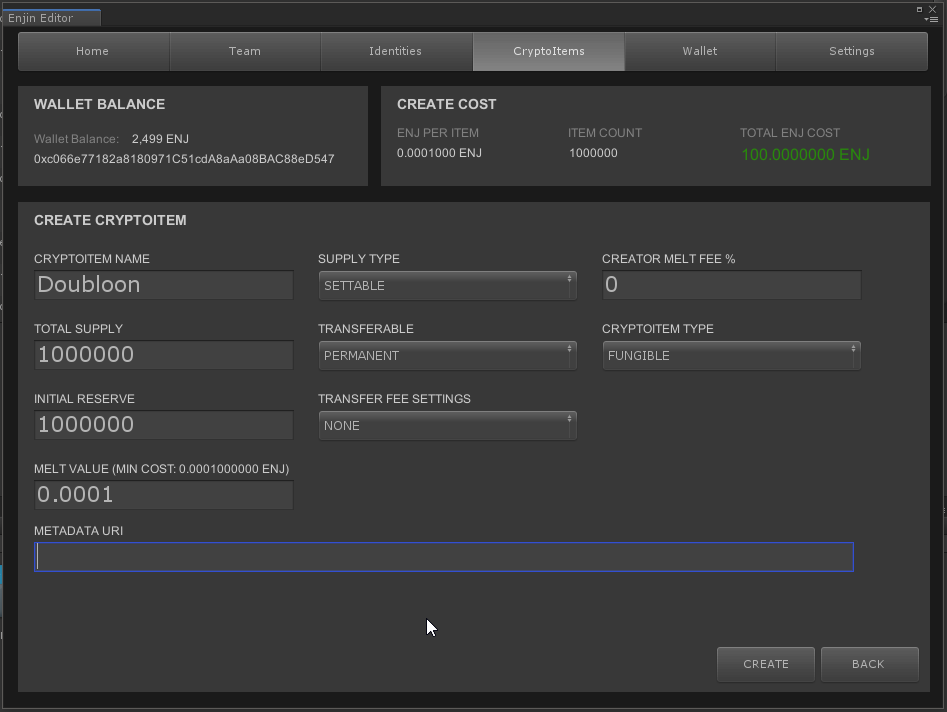 Enjin Editor
Home Team Identities CryptoItems Wallet Settings
WALLET BALANCE
Wallet Balance: 2,499 ENJ
0xc066e77182a8180971C51cdA8aAa08BAC88eD547
CREATE COST
ENJ PER ITEM ITEM COUNT TOTAL ENJ COST
0.0001000 ENJ 1000000 100.0000000 ENJ
CREATE CRYPTOITEM
CRYPTOITEM NAME SUPPLY TYPE CREATOR MELT FEE %
Doubloon SETTABLE 0
TOTAL SUPPLY TRANSFERABLE CRYPTOITEM TYPE
1000000 PERMANENT FUNGIBLE
INITIAL RESERVE TRANSFER FEE SETTINGS
1000000 NONE
MELT VALUE (MIN COST: 0.0001000000 ENJ)
0.0001
METADATA URI
CREATE BACK